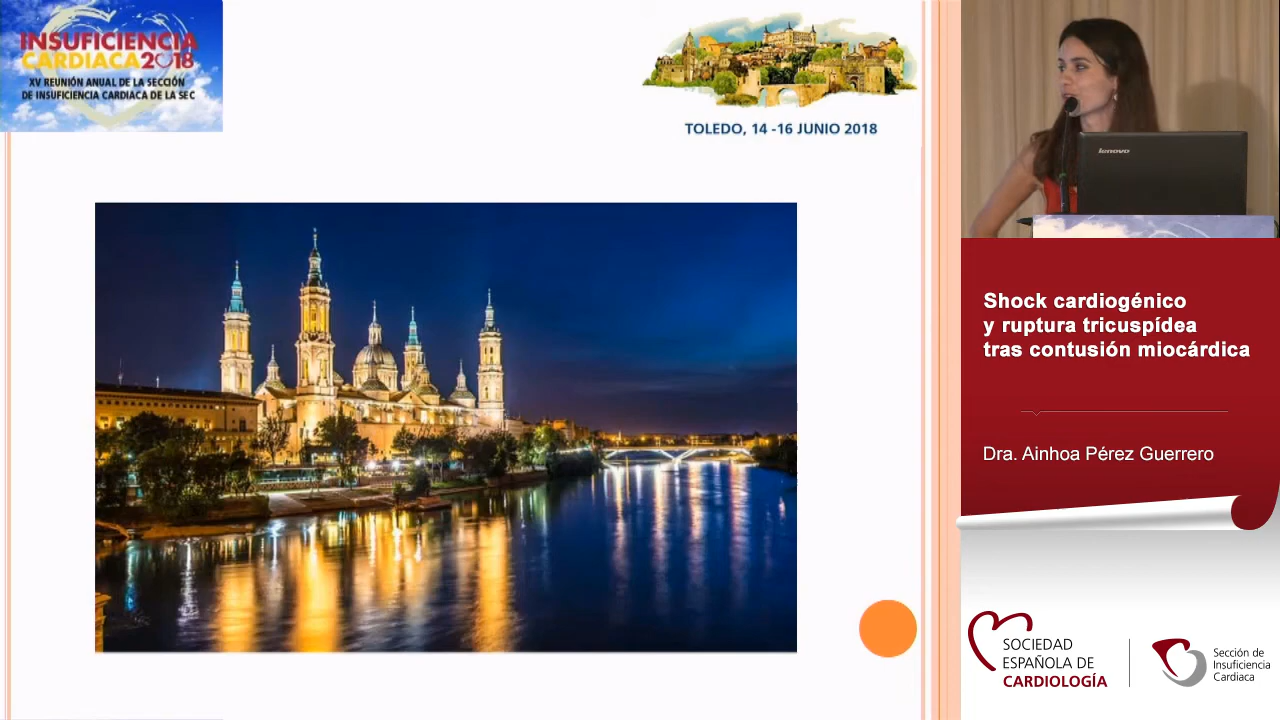 INSUFICIENCIA
CARDIACA2018
XV REUNIÓN ANUAL DE LA SECCIÓN
DE INSUFICIENCIA CARDIACA DE LA SEC
TOLEDO, 14 -16 JUNIO 2018
lenovo
Shock cardiogénico
y ruptura tricuspídea
tras contusión miocárdica
Dra. Ainhoa Pérez Guerrero
SOCIEDAD
ESPAÑOLA DE
CARDIOLOGÍA
Sección de
Insuficiencia
Cardiaca